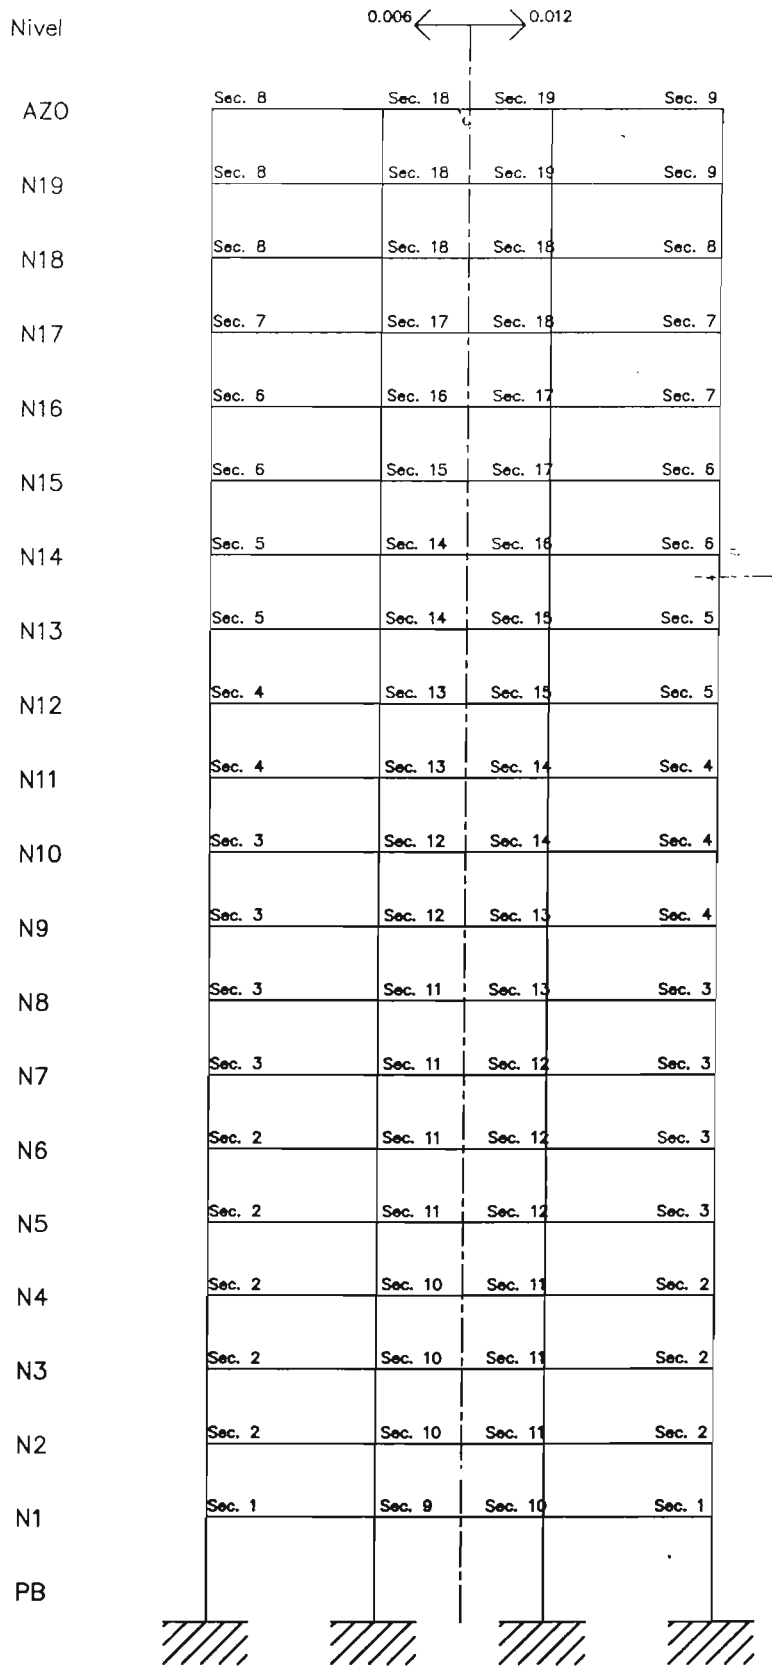 Nivel 0.006 0.012
AZO Sec. 8 Sec. 18 Sec. 19 Sec. 9
N19 Sec. 8 Sec. 18 Sec. 19 Sec. 9
N18 Sec. 8 Sec. 18 Sec. 18 Sec. 8
N17 Sec. 7 Sec. 17 Sec. 18 Sec. 7
N16 Sec. 6 Sec. 16 Sec. 17 Sec. 7
N15 Sec. 6 Sec. 15 Sec. 17 Sec. 6
N14 Sec. 5 Sec. 14 Sec. 16 Sec. 6
N13 Sec. 5 Sec. 14 Sec. 15 Sec. 5
N12 Sec. 4 Sec. 13 Sec. 15 Sec. 5
N11 Sec. 4 Sec. 13 Sec. 14 Sec. 4
N10 Sec. 3 Sec. 12 Sec. 14 Sec. 4
N9 Sec. 3 Sec. 12 Sec. 13 Sec. 4
N8 Sec. 3 Sec. 11 Sec. 13 Sec. 3
N7 Sec. 3 Sec. 11 Sec. 12 Sec. 3
N6 Sec. 2 Sec. 11 Sec. 12 Sec. 3
N5 Sec. 2 Sec. 11 Sec. 12 Sec. 3
N4 Sec. 2 Sec. 10 Sec. 11 Sec. 2
N3 Sec. 2 Sec. 10 Sec. 11 Sec. 2
N2 Sec. 2 Sec. 10 Sec. 11 Sec. 2
N1 Sec. 1 Sec. 9 Sec. 10 Sec. 1
PB